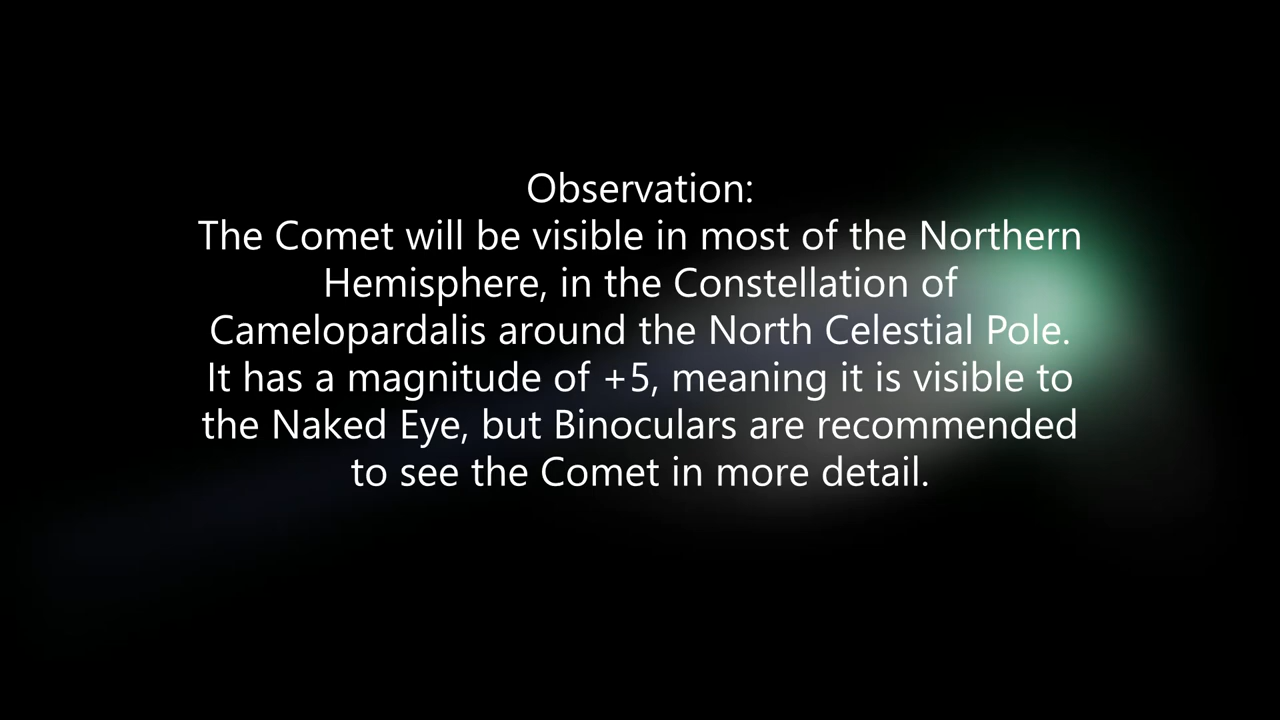 Observation:
The Comet will be visible in most of the Northern
Hemisphere, in the Constellation of
Camelopardalis around the North Celestial Pole.
It has a magnitude of +5, meaning it is visible to
the Naked Eye, but Binoculars are recommended
to see the Comet in more detail.